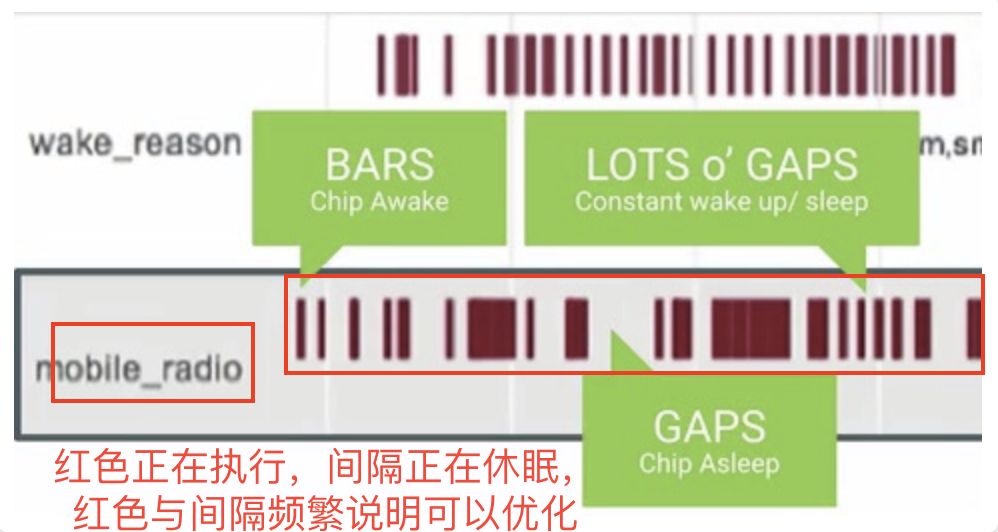 wake_reason
BARS
Chip Awake
LOTS o’ GAPS
Constant wake up/ sleep
mobile_radio
GAPS
Chip Asleep
红色正在执行，间隔正在休眠，
红色与间隔频繁说明可以优化